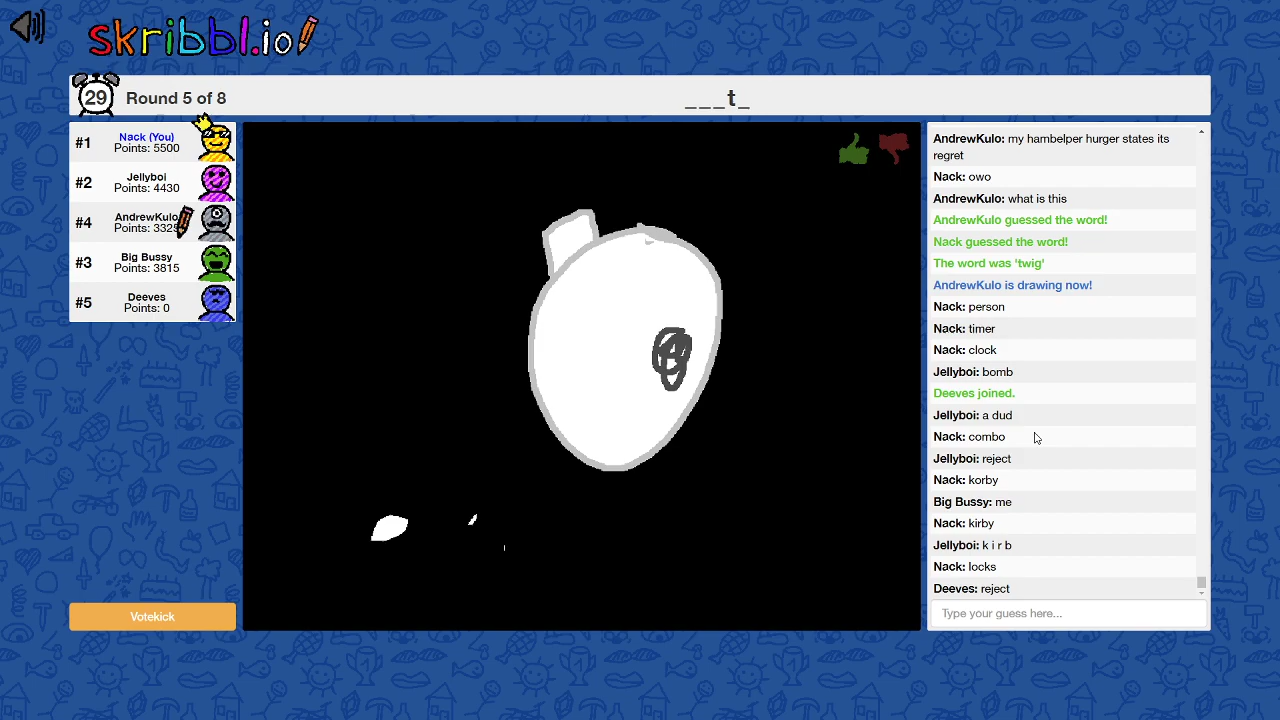 skribbl.io
29
Round 5 of 8
_ _ _ t _
#1
Nack (You)
Points: 5500
#2
Jellyboi
Points: 4430
#4
AndrewKulo
Points: 3325
#3
Big Bussy
Points: 3815
#5
Deeves
Points: 0
Votekick
AndrewKulo: my hambelper hurger states its
regret
Nack: owo
AndrewKulo: what is this
AndrewKulo guessed the word!
Nack guessed the word!
The word was 'twig'
AndrewKulo is drawing now!
Nack: person
Nack: timer
Nack: clock
Jellyboi: bomb
Deeves joined.
Jellyboi: a dud
Nack: combo
Jellyboi: reject
Nack: korby
Big Bussy: me
Nack: kirby
Jellyboi: k i r b
Nack: locks
Deeves: reject
Type your guess here...